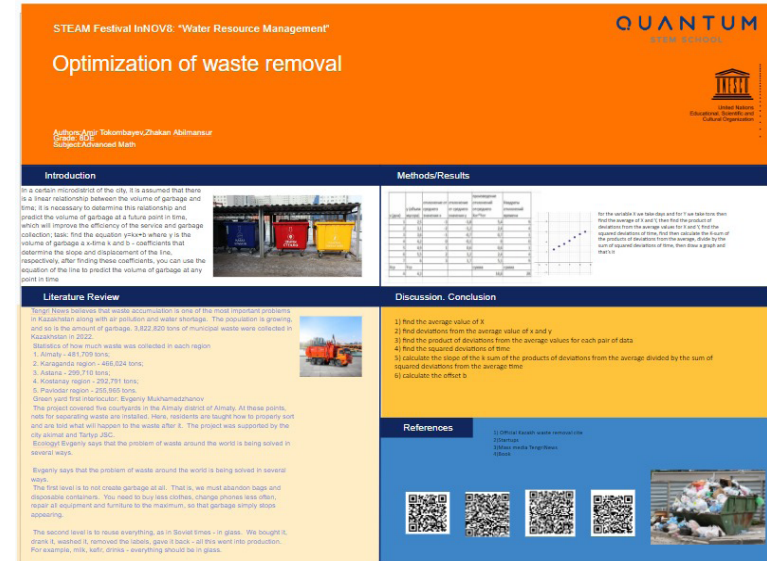 STEAM Festival InNOV8: "Water Resource Management"
QUANTUM
STEM SCHOOL
Optimization of waste removal
UNESCO
United Nations
Educational, Scientific and
Cultural Organization
Authors:Amir Tokombayev,Zhakan Abilmansur
Grade: 8DE
Subject:Advanced Math
Introduction
In a certain microdistrict of the city, it is assumed that there
is a linear relationship between the volume of garbage and
time; it is necessary to determine this relationship and
predict the volume of garbage at a future point in time,
which will improve the efficiency of the service and garbage
collection; task: find the equation y=kx+b where y is the
volume of garbage a x-time k and b - coefficients that
determine the slope and displacement of the line,
respectively, after finding these coefficients, you can use the
equation of the line to predict the volume of garbage at any
point in time
Methods/Results
for the variable X we take days and for Y we take tons then
find the average of X and Y, then find the product of
deviations from the average values for X and Y, find the
squared deviations of time, find then calculate the K-sum of
the products of deviations from the average, divide by the
sum of squared deviations of time, then draw a graph and
that's b
Literature Review
Tengri News believes that waste atomization is one of the most important problems
in Kazakhstan along with air pollution and water shortage. The population is growing,
and so is the amount of garbage. 3,822,820 tons of municipal waste were collected in
Kazakhstan in 2022.
Statistics of how much waste was collected in each region
1. Almaty - 481,709 tons;
2. Karaganda region - 466,024 tons;
3. Astana - 299,710 tons;
4. Kostanay region - 292,791 tons;
5. Pavlodar region - 255,965 tons.
Green yard first interlocutor: Evgeniy Mukhamedzhanov
The project covered five courtyards in the Almaty district of Almaty. At these points,
nets for separating waste are installed. Here, residents are taught how to properly sort
and are told what will happen to the waste after it. The project was supported by the
city akimat and Tartyp JSC.
Ecologyt Evgeniy says that the problem of waste around the world is being solved in
several ways.
Evgeniy says that the problem of waste around the world is being solved in several
ways.
The first level is to not create garbage at all. That is, we must abandon bags and
disposable containers. You need to buy less clothes, change phones less often,
repair all equipment and furniture to the maximum, so that garbage simply stops
appearing.
The second level is to reuse everything, as in Soviet times - in glass. We bought it,
drank it, washed it, removed the labels, gave it back - all this went into production.
For example, milk, kefir, drinks - everything should be in glass.
Discussion. Conclusion
1) find the average value of X
2) find deviations from the average value of x and y
3) find the product of deviations from the average values for each pair of data
4) find the squared deviations of time
5) calculate the slope of the k sum of the products of deviations from the average divided by the sum of
squared deviations from the average time
6) calculate the offset b
References
1) Official Kazakh waste removal site
2)Startups
3)Mass media TengriNews
4)Book